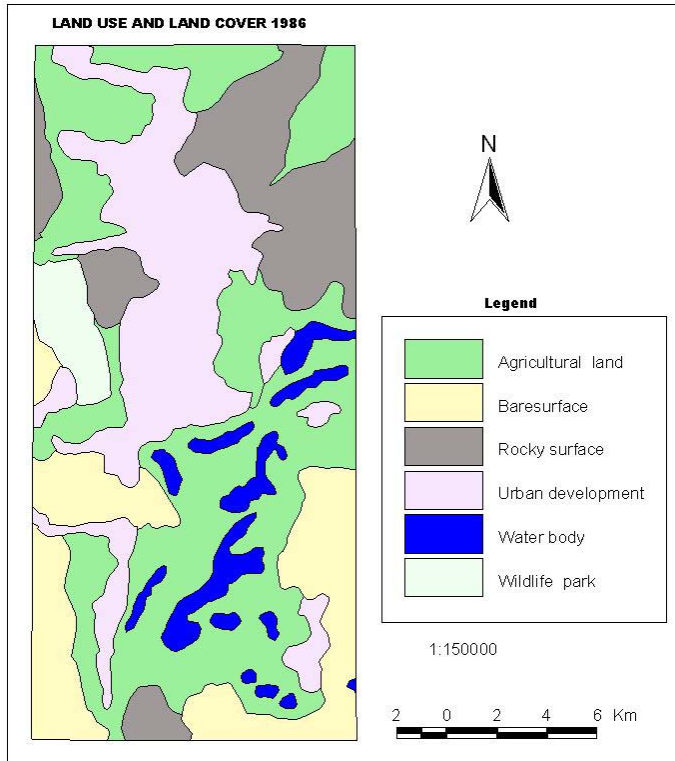 LAND USE AND LAND COVER 1986
N
Legend
Agricultural land
Baresurface
Rocky surface
Urban development
Water body
Wildlife park
1:150000
2 0 2 4 6 Km